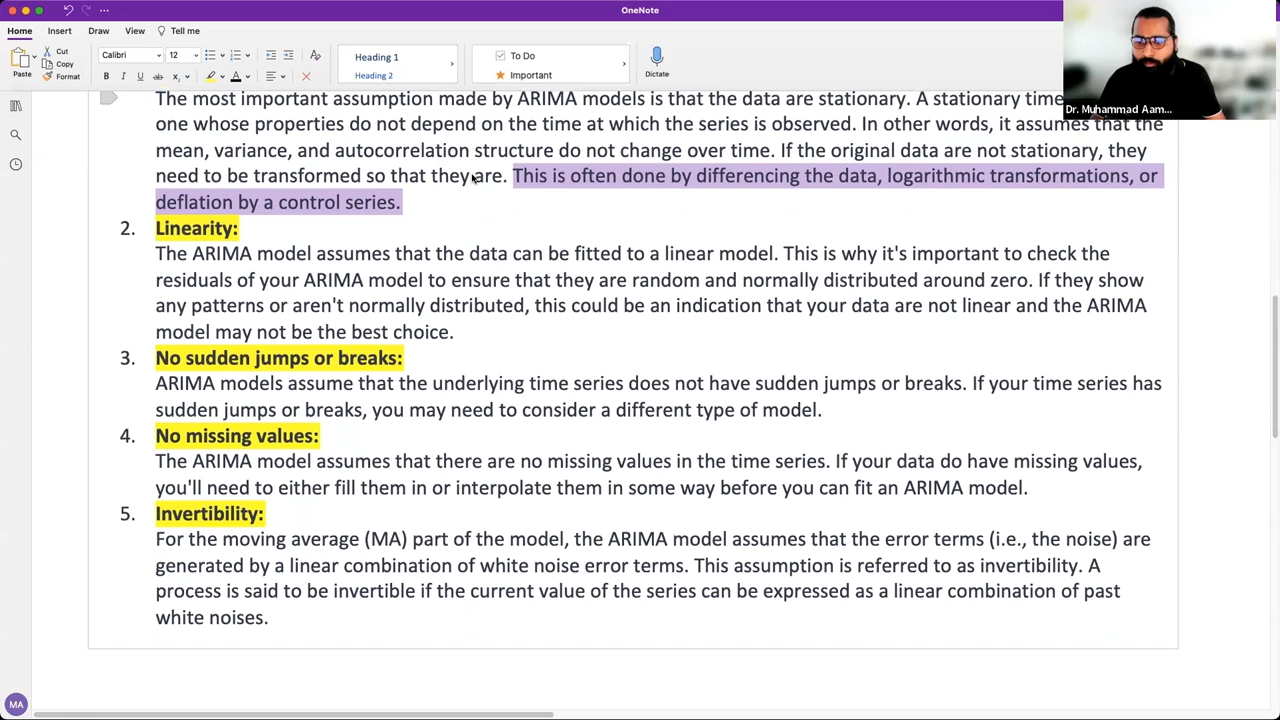 OneNote
Home Insert Draw View Tell me
Paste Cut Copy Format
Calibri 12
B I U ab x A
Heading 1
Heading 2
To Do
Important
Dictate
Dr. Muhammad Aam...
The most important assumption made by ARIMA models is that the data are stationary. A stationary time
one whose properties do not depend on the time at which the series is observed. In other words, it assumes that the
mean, variance, and autocorrelation structure do not change over time. If the original data are not stationary, they
need to be transformed so that they are. This is often done by differencing the data, logarithmic transformations, or
deflation by a control series.
2. Linearity:
The ARIMA model assumes that the data can be fitted to a linear model. This is why it's important to check the
residuals of your ARIMA model to ensure that they are random and normally distributed around zero. If they show
any patterns or aren't normally distributed, this could be an indication that your data are not linear and the ARIMA
model may not be the best choice.
3. No sudden jumps or breaks:
ARIMA models assume that the underlying time series does not have sudden jumps or breaks. If your time series has
sudden jumps or breaks, you may need to consider a different type of model.
4. No missing values:
The ARIMA model assumes that there are no missing values in the time series. If your data do have missing values,
you'll need to either fill them in or interpolate them in some way before you can fit an ARIMA model.
5. Invertibility:
For the moving average (MA) part of the model, the ARIMA model assumes that the error terms (i.e., the noise) are
generated by a linear combination of white noise error terms. This assumption is referred to as invertibility. A
process is said to be invertible if the current value of the series can be expressed as a linear combination of past
white noises.
MA